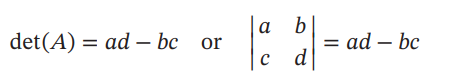 det(A) = ad − bc or |a b| = ad − bc
|c d|